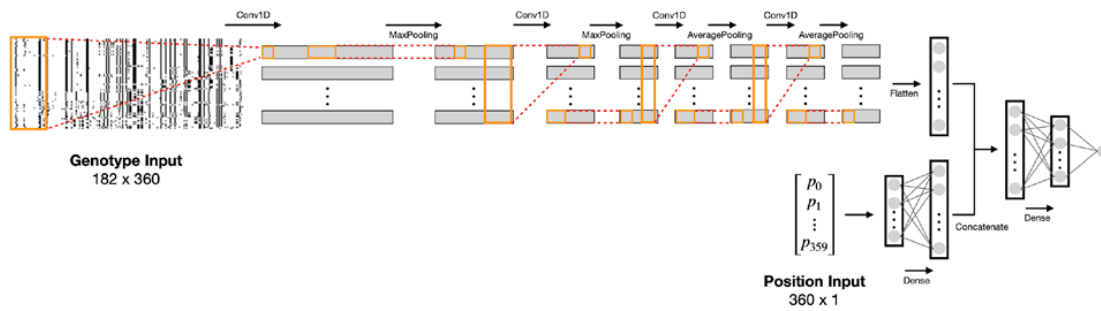 Conv1D
MaxPooling
Conv1D
MaxPooling
Conv1D
AveragePooling
Conv1D
AveragePooling
Flatten
Genotype Input
182 x 360
p0
p1
⋮
p359
Position Input
360 x 1
Dense
Concatenate
Dense